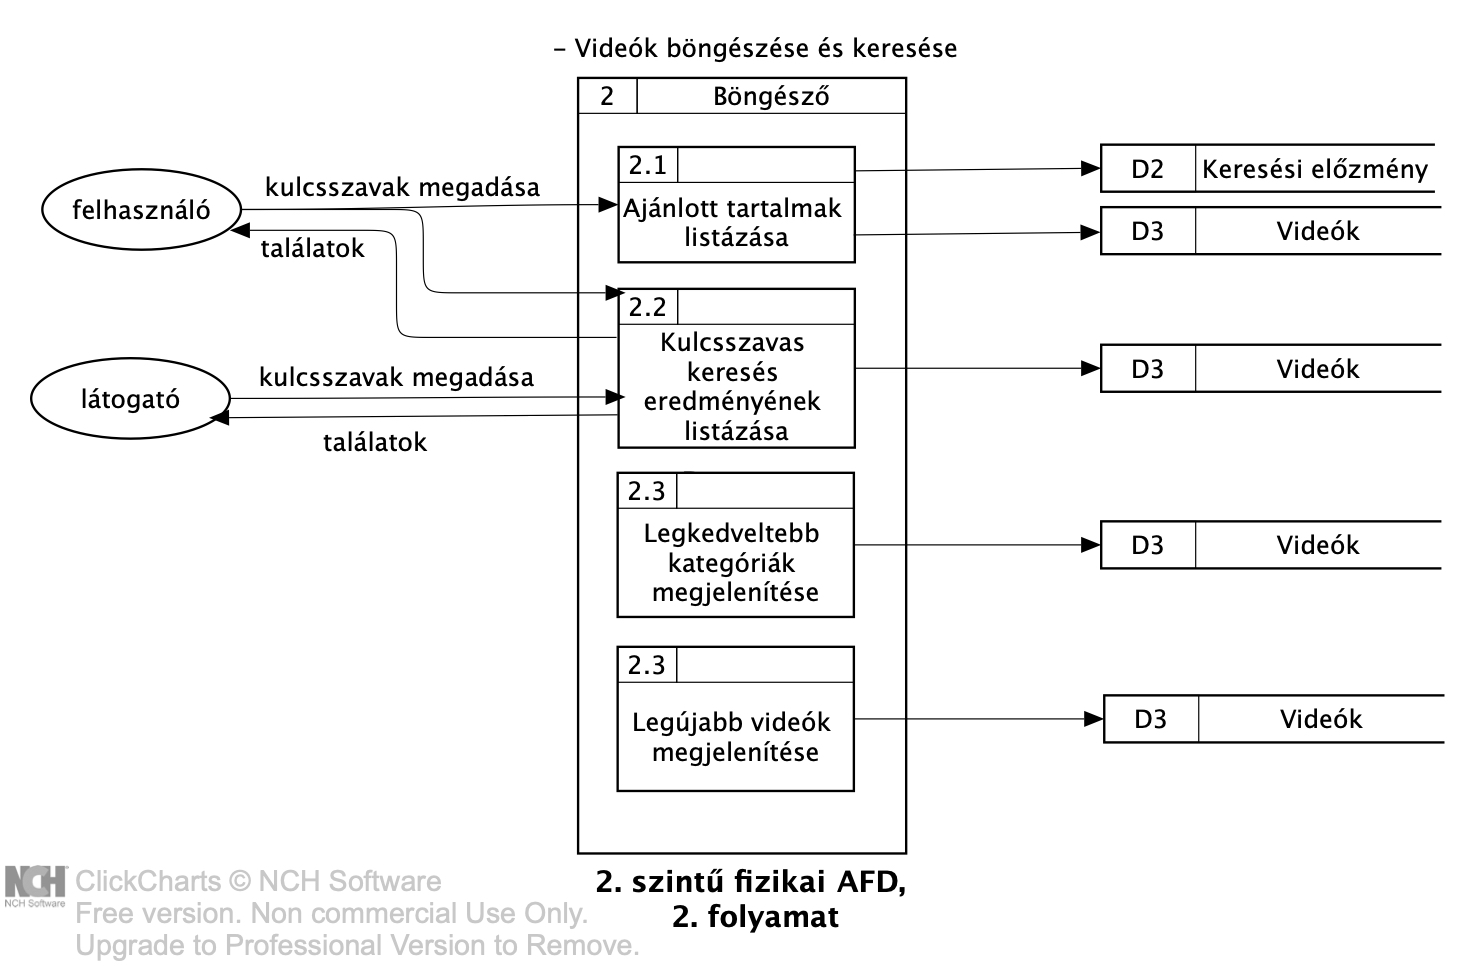 – Videók böngészése és keresése
2
Böngésző
2.1
Ajánlott tartalmak
listázása
D2
Keresési előzmény
D3
Videók
felhasználó
kulcsszavak megadása
találatok
2.2
Kulcsszavas
keresés
eredményének
listázása
D3
Videók
látogató
kulcsszavak megadása
találatok
2.3
Legkedveltebb
kategóriák
megjelenítése
D3
Videók
2.3
Legújabb videók
megjelenítése
D3
Videók
2. szintű fizikai AFD,
2. folyamat
NCH
NCH Software
ClickCharts © NCH Software
Free version. Non commercial Use Only.
Upgrade to Professional Version to Remove.